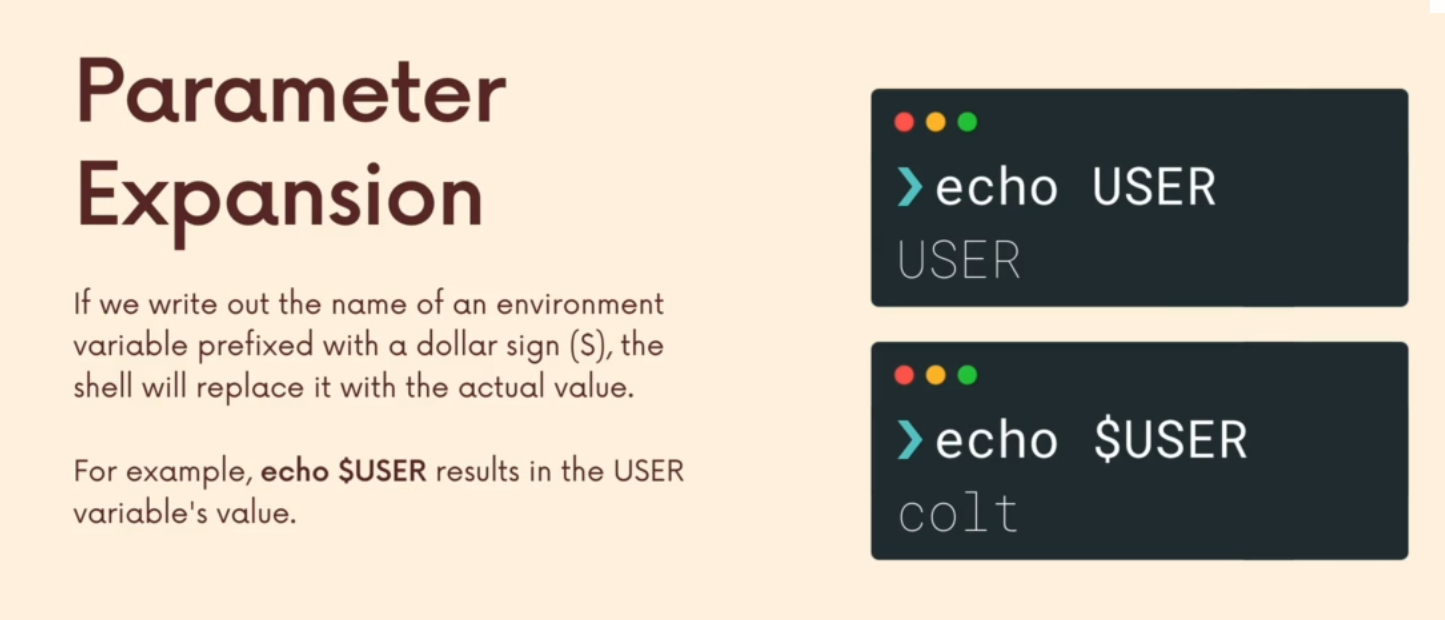 Parameter
Expansion
If we write out the name of an environment
variable prefixed with a dollar sign (S), the
shell will replace it with the actual value.
For example, echo $USER results in the USER
variable's value.
❯echo USER
USER
❯echo $USER
colt